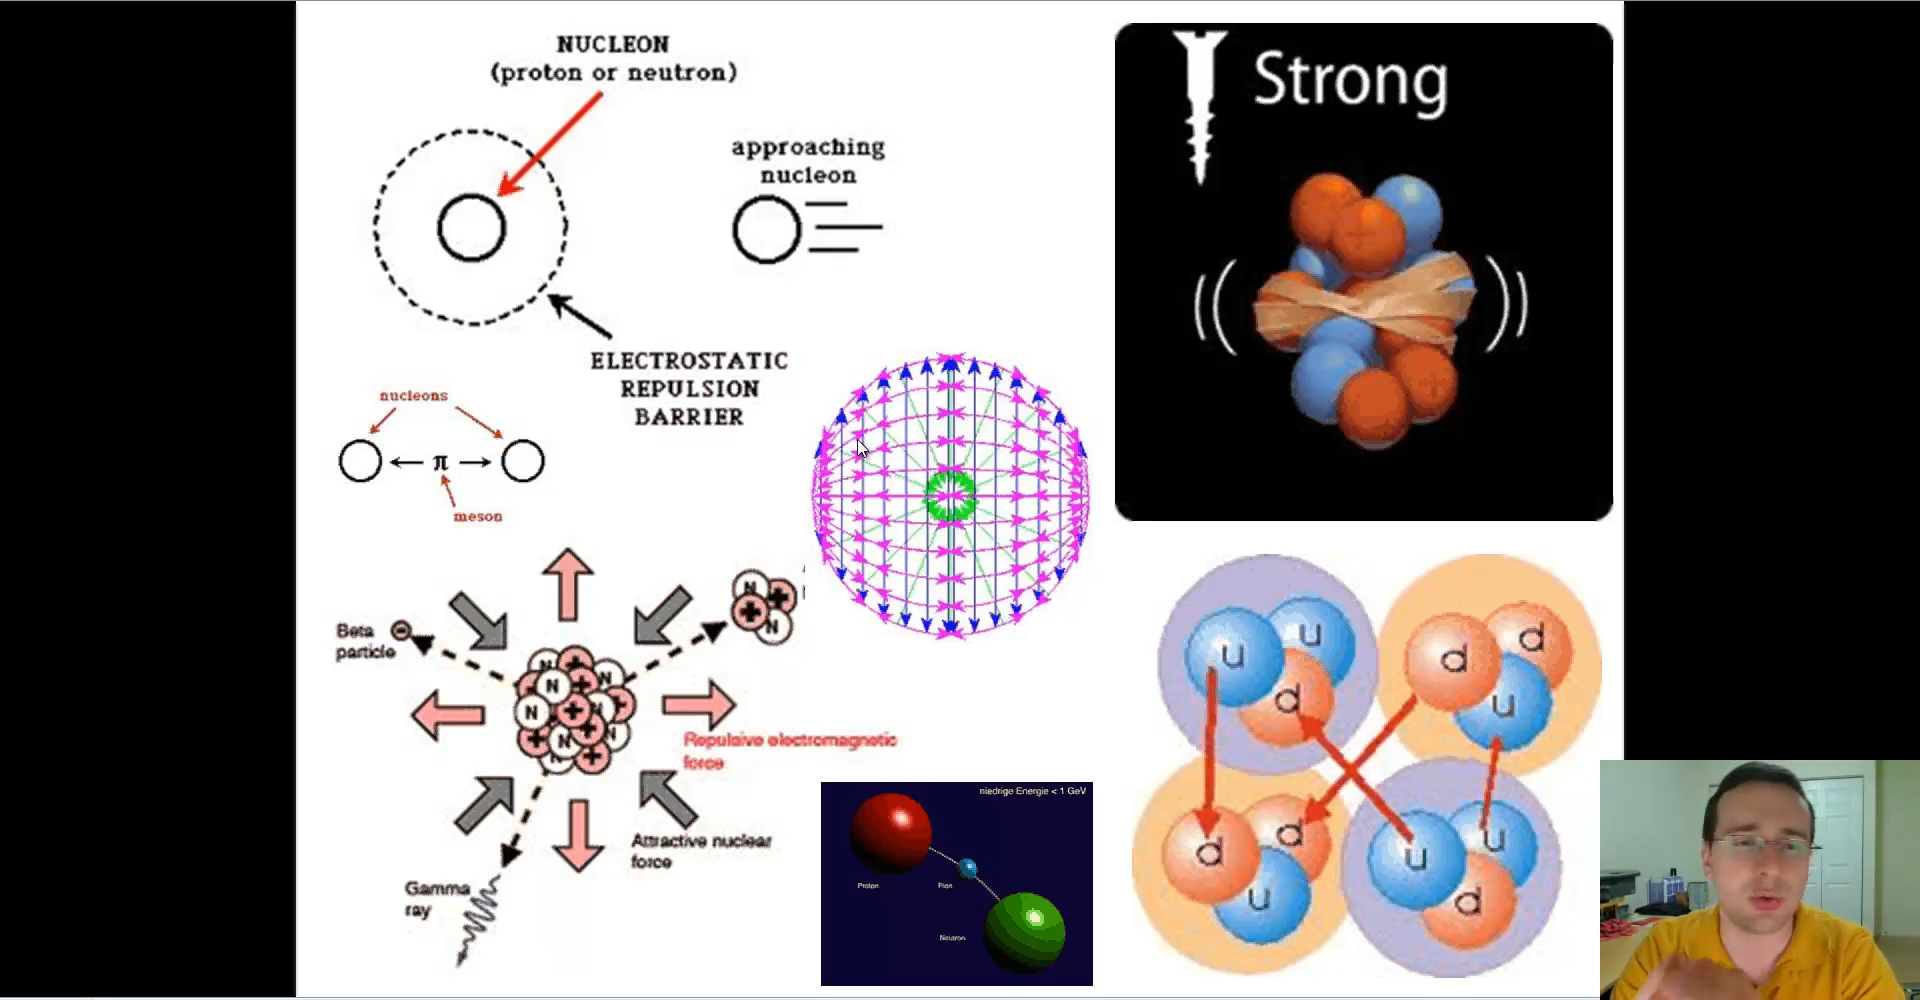 NUCLEON
(proton or neutron)
approaching
nucleon
ELECTROSTATIC
REPULSION
BARRIER
nucleons
π
meson
Strong
Beta
particle
N
N
N
N
N
N
N
Repulsive electromagnetic
force
Attractive nuclear
force
Gamma
ray
niedrige Energie < 1 GeV
Proton
Pion
Neutron
u
u
d
d
d
u
d
d
u
u
u
d